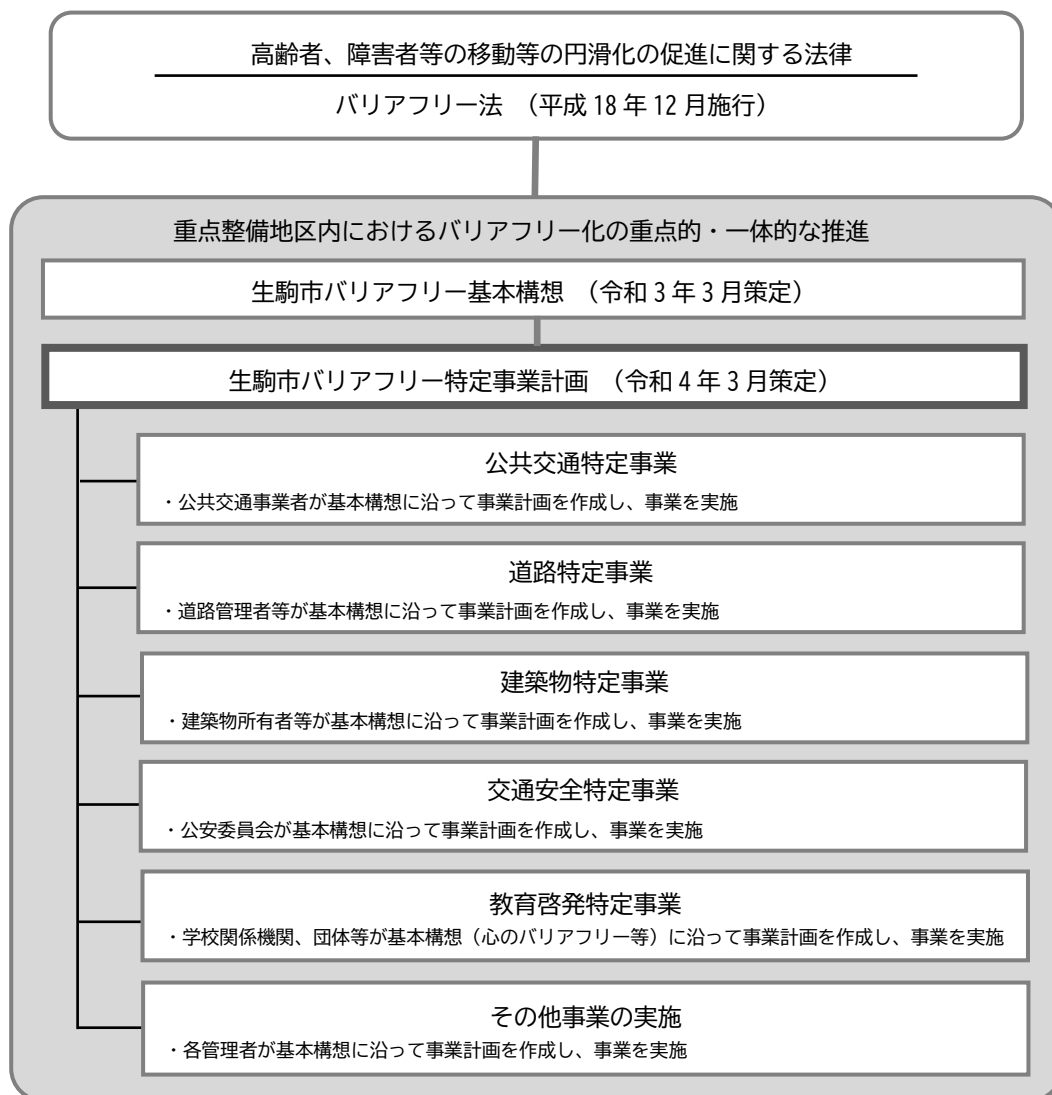 高齢者、障害者等の移動等の円滑化の促進に関する法律
バリアフリー法　（平成 18 年 12 月施行）
重点整備地区内におけるバリアフリー化の重点的・一体的な推進
生駒市バリアフリー基本構想　（令和 3 年 3 月策定）
生駒市バリアフリー特定事業計画　（令和 4 年 3 月策定）
公共交通特定事業
・公共交通事業者が基本構想に沿って事業計画を作成し、事業を実施
道路特定事業
・道路管理者等が基本構想に沿って事業計画を作成し、事業を実施
建築物特定事業
・建築物所有者等が基本構想に沿って事業計画を作成し、事業を実施
交通安全特定事業
・公安委員会が基本構想に沿って事業計画を作成し、事業を実施
教育啓発特定事業
・学校関係機関、団体等が基本構想（心のバリアフリー等）に沿って事業計画を作成し、事業を実施
その他事業の実施
・各管理者が基本構想に沿って事業計画を作成し、事業を実施